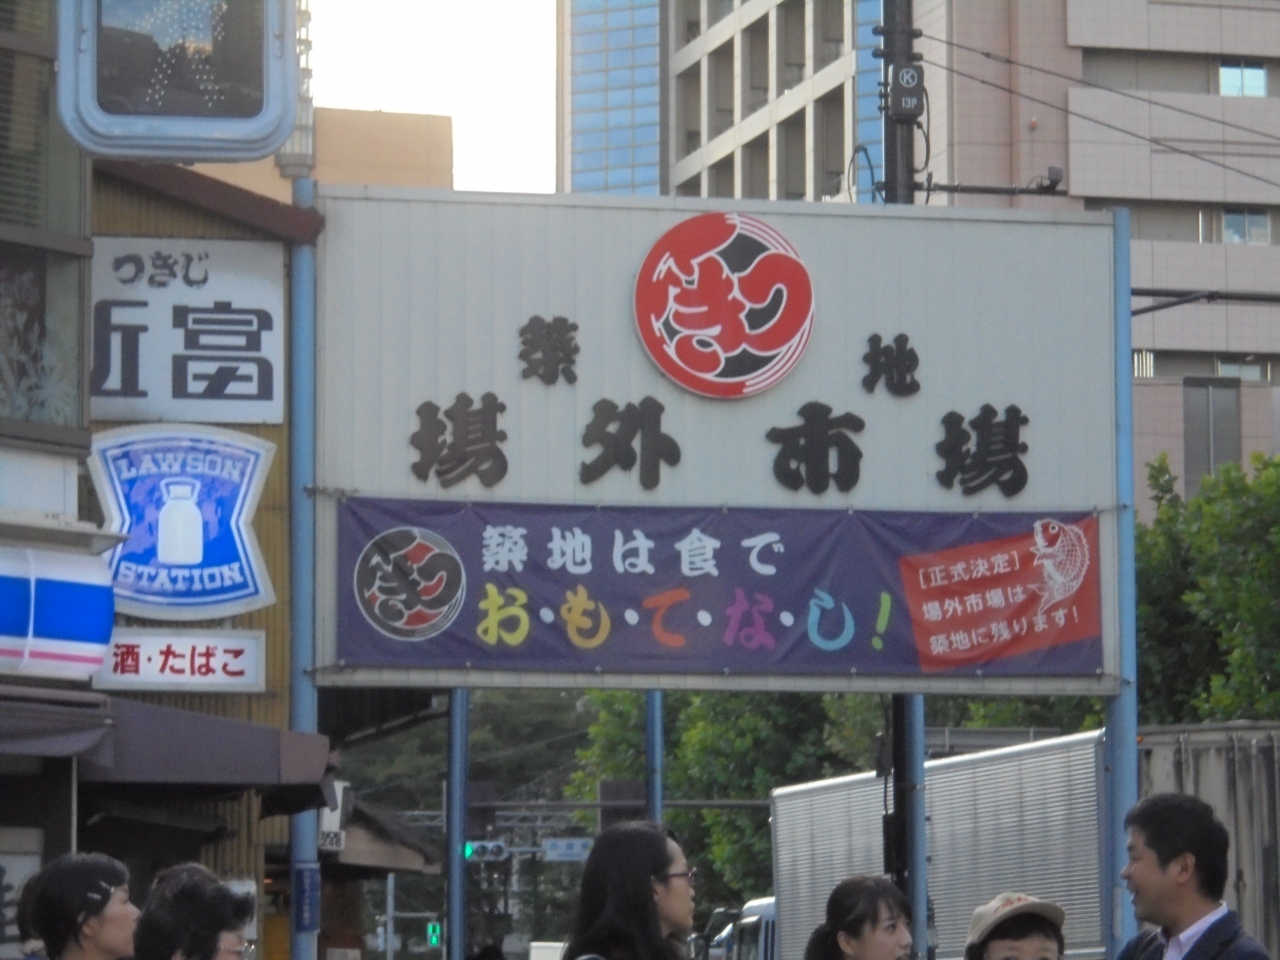 つきじ
近富
LAWSON
STATION
酒・たばこ
つきじ
築地
場外市場
つきじ
築地は食で
お・も・て・な・し!
[正式決定]
場外市場は
築地に残ります!
K
13P